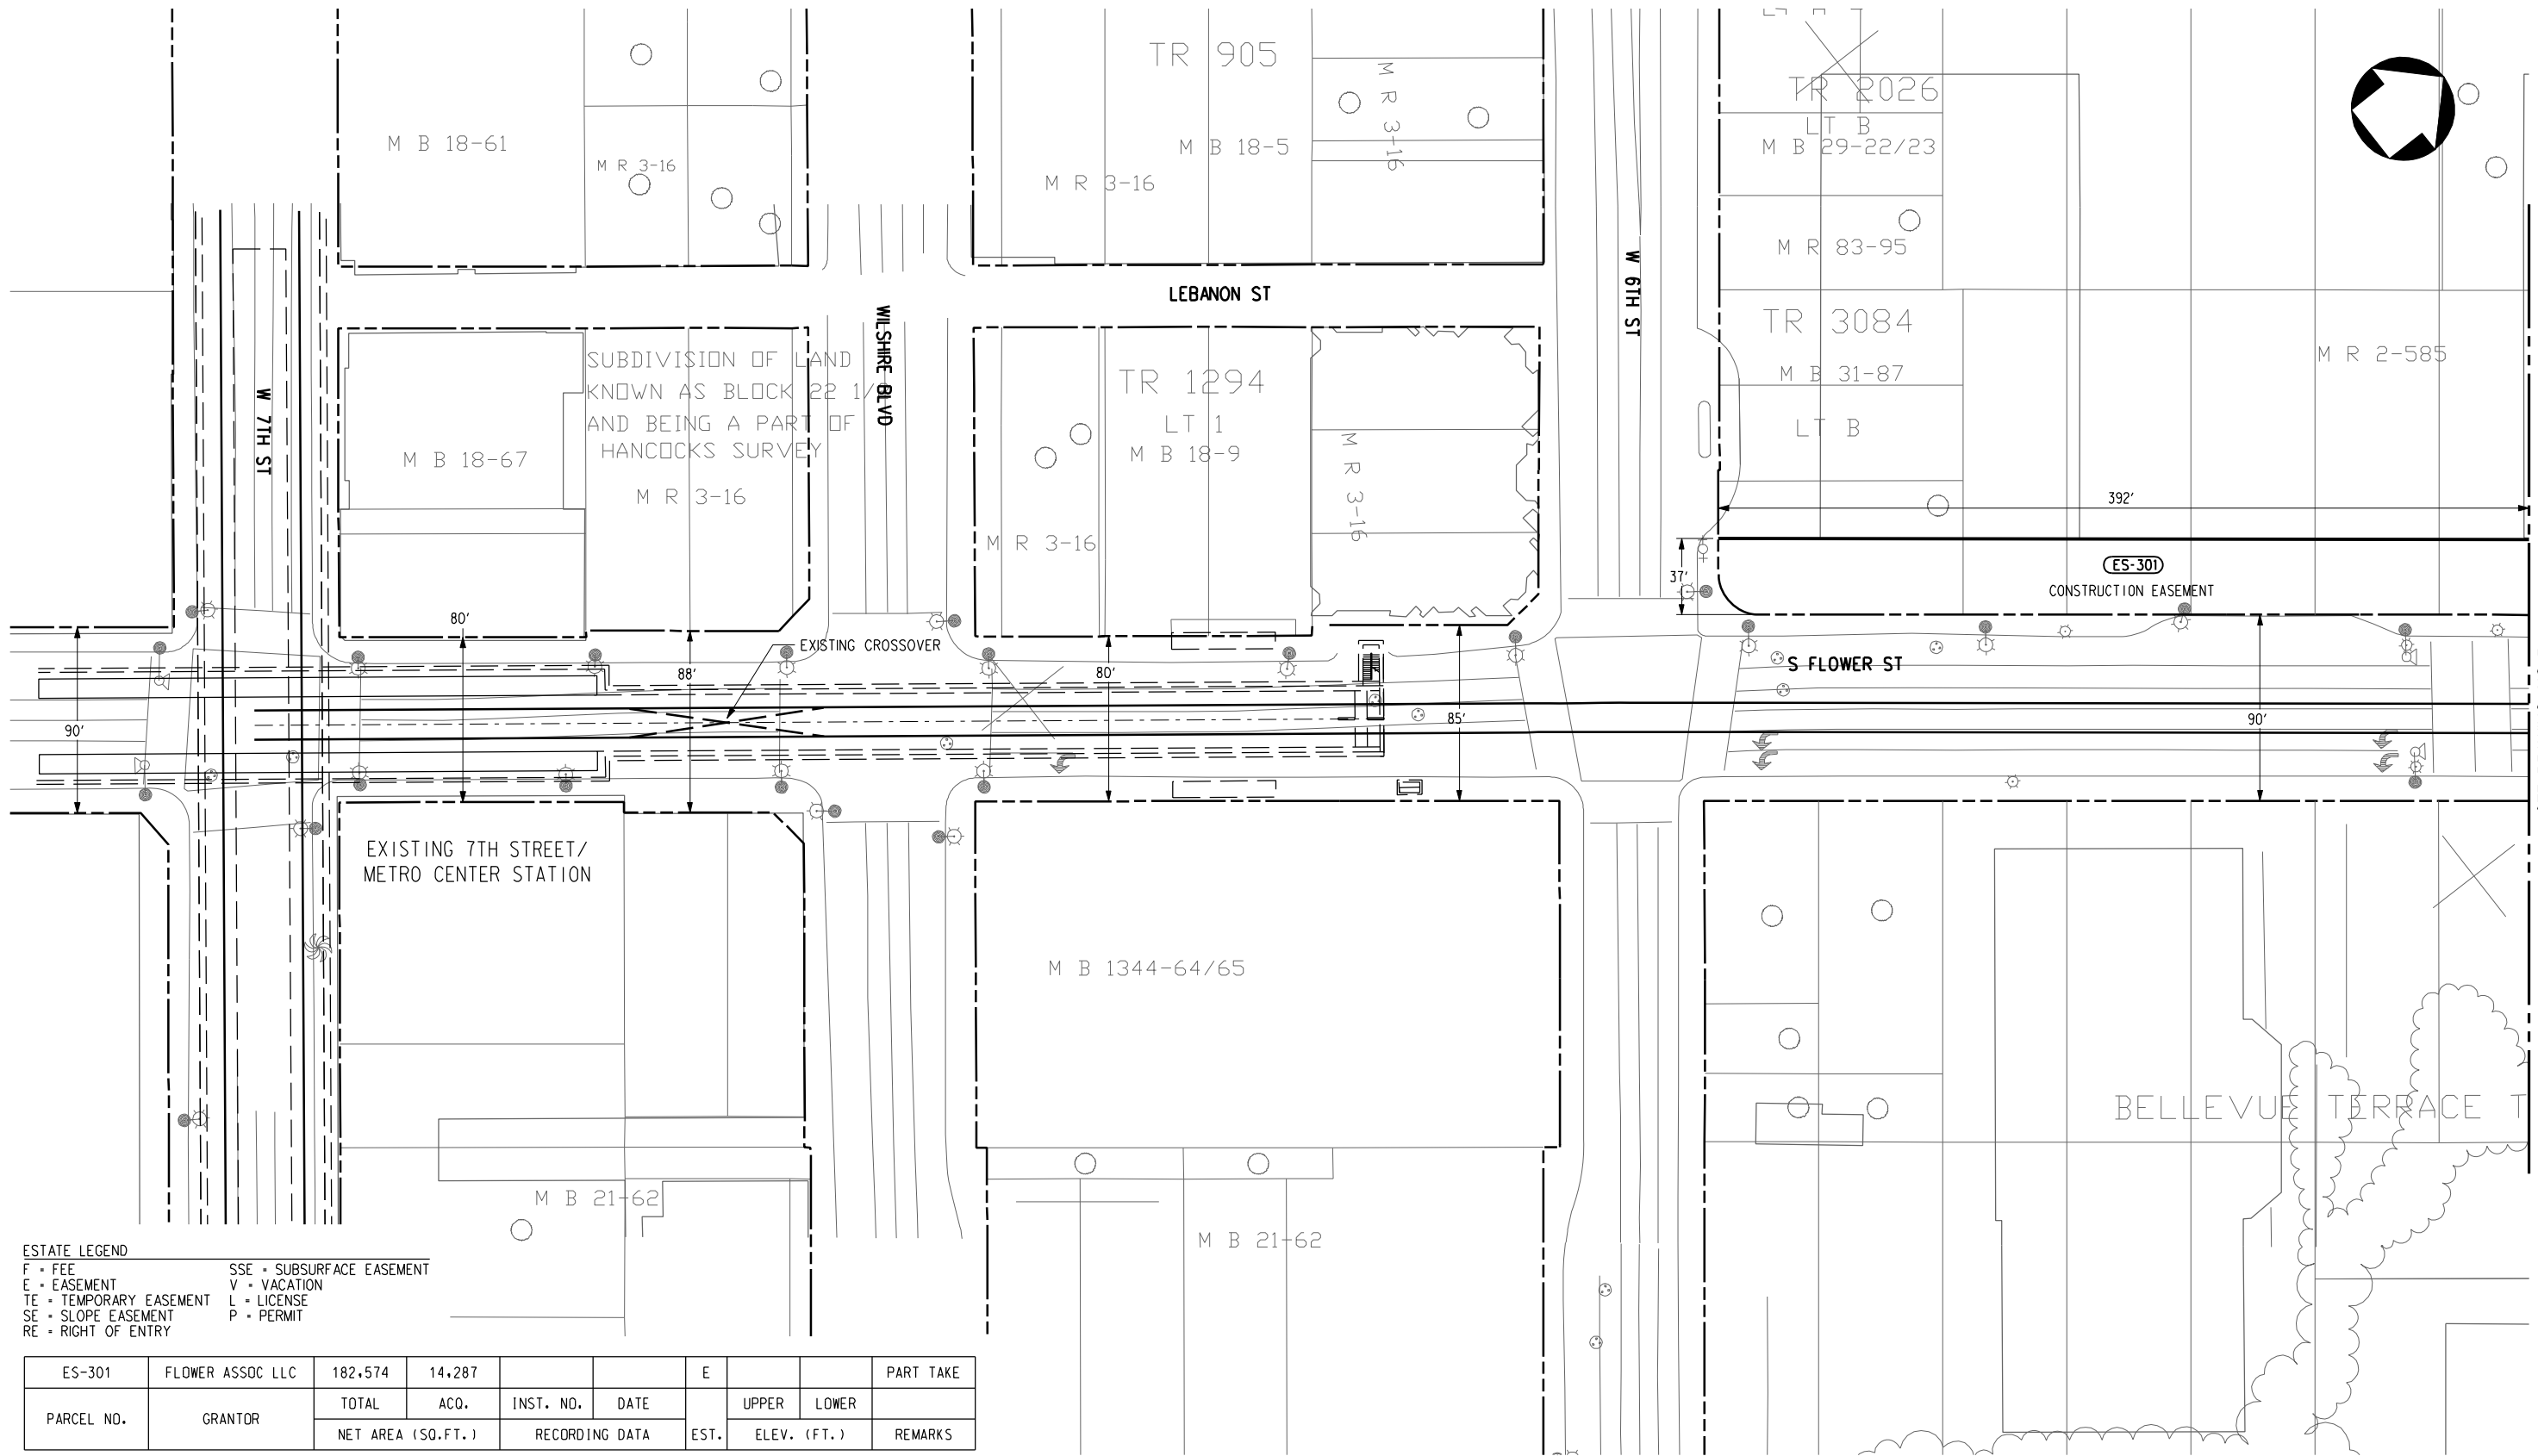 TR 905
M R 3-16
M B 18-61
M R 3-16
M B 18-5
M R 3-16
TR 2026
LT B
M B 29-22/23
M R 83-95
LEBANON ST
W 6TH ST
TR 3084
M B 31-87
LT B
M R 2-585
WILSHIRE BLVD
W 7TH ST
SUBDIVISION OF LAND
KNOWN AS BLOCK 22 1/
AND BEING A PART OF
HANCOCKS SURVEY
M R 3-16
M B 18-67
TR 1294
LT 1
M B 18-9
M R 3-16
M R 3-16
392'
37'
ES-301
CONSTRUCTION EASEMENT
80'
EXISTING CROSSOVER
88'
80'
S FLOWER ST
90'
85'
90'
EXISTING 7TH STREET/
METRO CENTER STATION
M B 1344-64/65
BELLEVUE TERRACE T
M B 21-62
M B 21-62
ESTATE LEGEND
F = FEE SSE = SUBSURFACE EASEMENT
E = EASEMENT V = VACATION
TE = TEMPORARY EASEMENT L = LICENSE
SE = SLOPE EASEMENT P = PERMIT
RE = RIGHT OF ENTRY
ES-301 FLOWER ASSOC LLC 182,574 14,287 E PART TAKE
PARCEL NO. GRANTOR TOTAL ACQ. INST. NO. DATE EST. UPPER LOWER
NET AREA (SQ.FT.) RECORDING DATA ELEV. (FT.) REMARKS